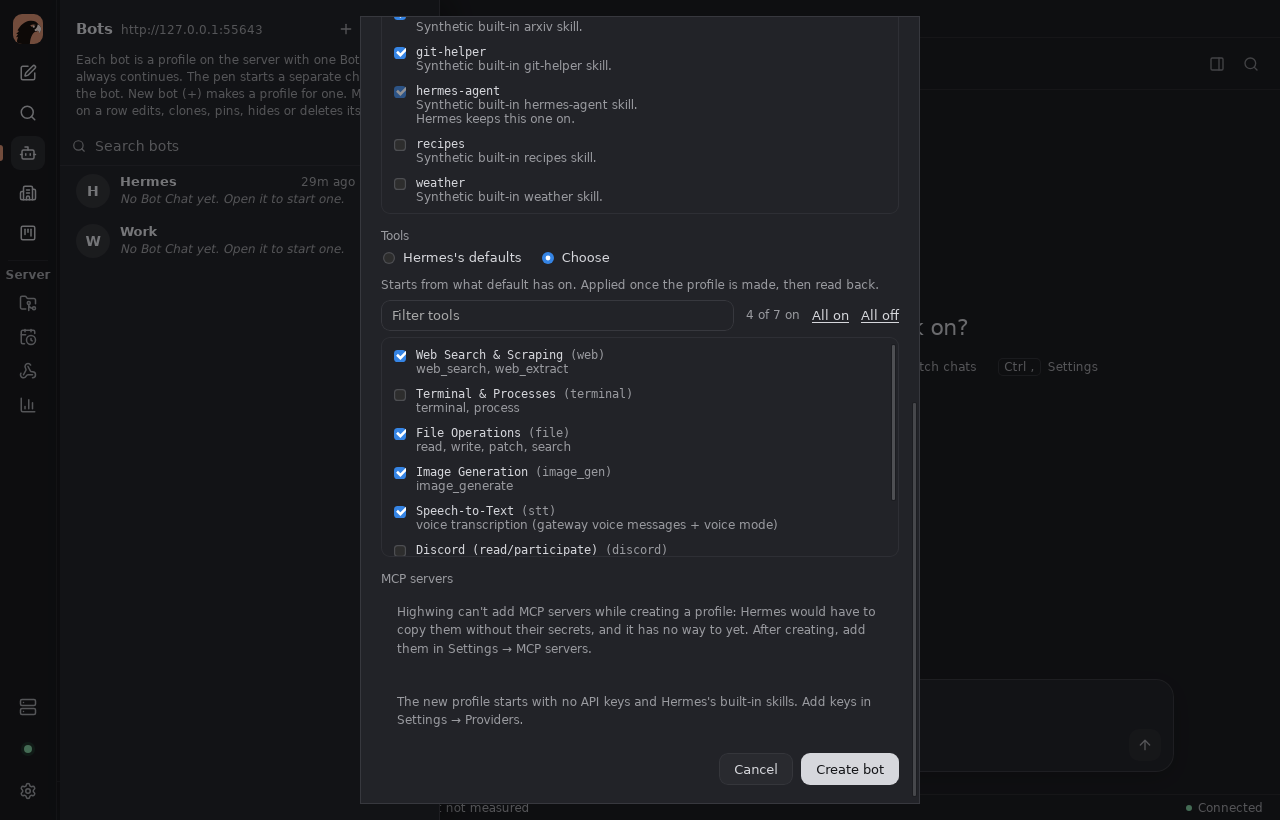 Bots http://127.0.0.1:55643
Each bot is a profile on the server with one Bot
always continues. The pen starts a separate ch
the bot. New bot (+) makes a profile for one. M
on a row edits, clones, pins, hides or deletes its
Search bots
H
Hermes 29m ago
No Bot Chat yet. Open it to start one.
W
Work
No Bot Chat yet. Open it to start one.
Server
Synthetic built-in arxiv skill.
git-helper
Synthetic built-in git-helper skill.
hermes-agent
Synthetic built-in hermes-agent skill.
Hermes keeps this one on.
recipes
Synthetic built-in recipes skill.
weather
Synthetic built-in weather skill.
Tools
Hermes's defaults Choose
Starts from what default has on. Applied once the profile is made, then read back.
Filter tools 4 of 7 on All on All off
Web Search & Scraping (web)
web_search, web_extract
Terminal & Processes (terminal)
terminal, process
File Operations (file)
read, write, patch, search
Image Generation (image_gen)
image_generate
Speech-to-Text (stt)
voice transcription (gateway voice messages + voice mode)
Discord (read/participate) (discord)
MCP servers
Highwing can't add MCP servers while creating a profile: Hermes would have to
copy them without their secrets, and it has no way to yet. After creating, add
them in Settings → MCP servers.
The new profile starts with no API keys and Hermes's built-in skills. Add keys in
Settings → Providers.
Cancel Create bot
on?
tch chats Ctrl , Settings
not measured
Connected